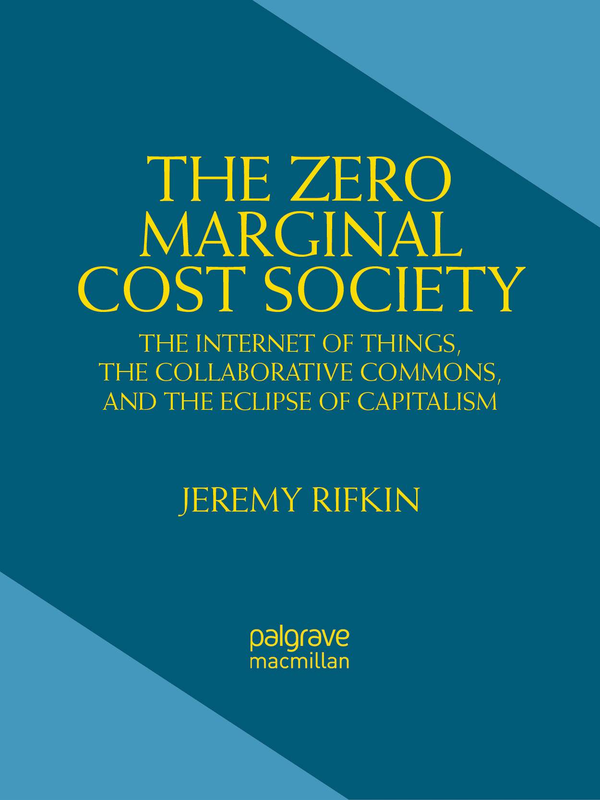 THE ZERO
MARGINAL
COST SOCIETY
THE INTERNET OF THINGS,
THE COLLABORATIVE COMMONS,
AND THE ECLIPSE OF CAPITALISM
JEREMY RIFKIN
palgrave
macmillan